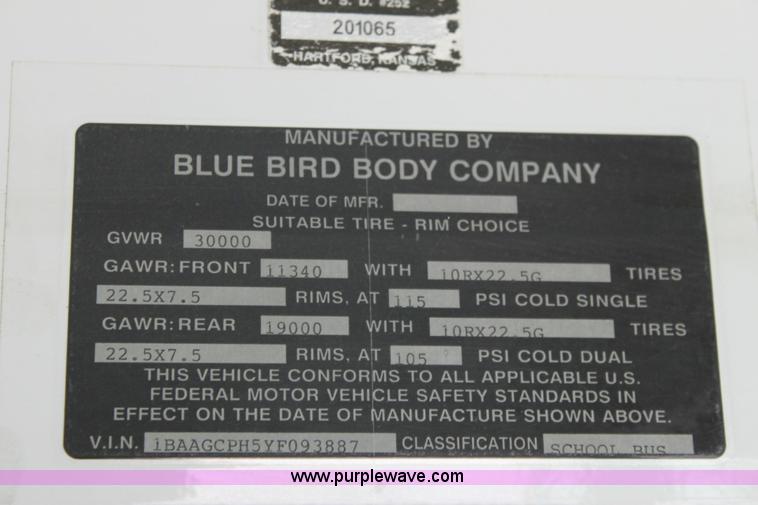 U. S. D. #252
201065
HARTFORD, KANSAS
MANUFACTURED BY
BLUE BIRD BODY COMPANY
DATE OF MFR.
SUITABLE TIRE - RIM CHOICE
GVWR 30000
GAWR: FRONT 11340 WITH 10RX22.5G TIRES
22.5X7.5 RIMS, AT 115 PSI COLD SINGLE
GAWR: REAR 19000 WITH 10RX22.5G TIRES
22.5X7.5 RIMS, AT 105 PSI COLD DUAL
THIS VEHICLE CONFORMS TO ALL APPLICABLE U.S.
FEDERAL MOTOR VEHICLE SAFETY STANDARDS IN
EFFECT ON THE DATE OF MANUFACTURE SHOWN ABOVE.
V.I.N. 1BAAGCPH5YF093887 CLASSIFICATION SCHOOL BUS
www.purplewave.com